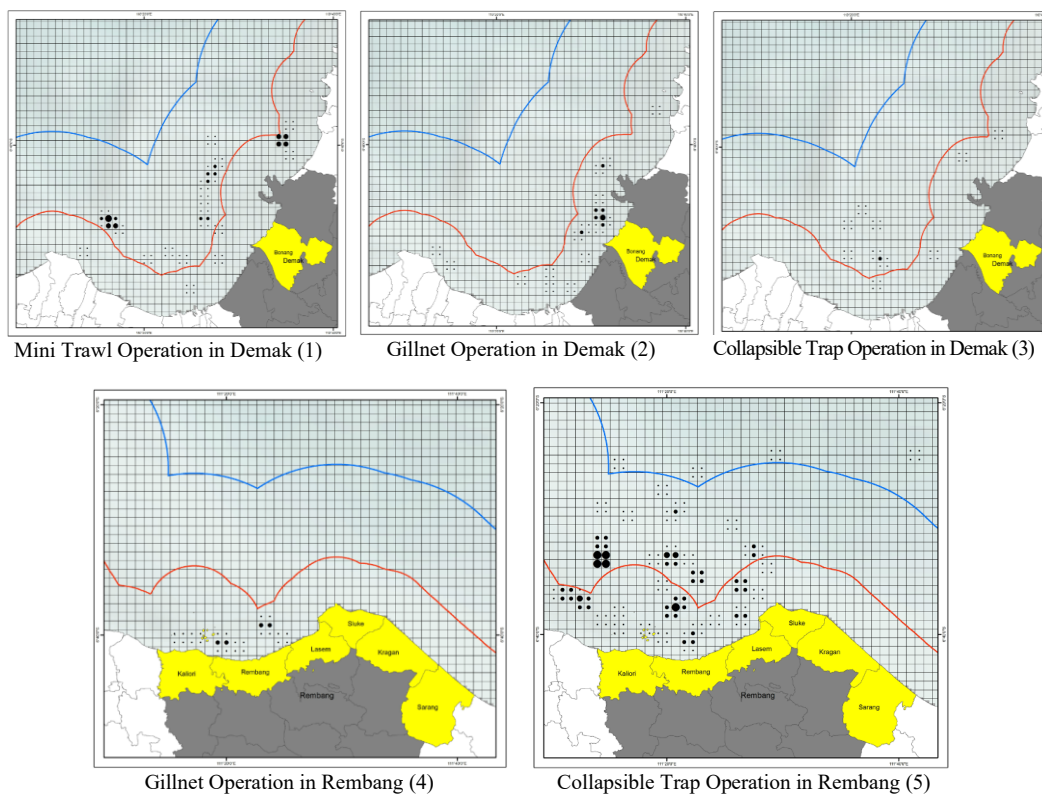 Bonang
Demak
Bonang
Demak
Bonang
Demak
Mini Trawl Operation in Demak (1)
Gillnet Operation in Demak (2)
Collapsible Trap Operation in Demak (3)
Sluke
Lasem
Kragan
Kaliori
Rembang
Rembang
Sarang
Sluke
Lasem
Kragan
Kaliori
Rembang
Rembang
Sarang
Gillnet Operation in Rembang (4)
Collapsible Trap Operation in Rembang (5)